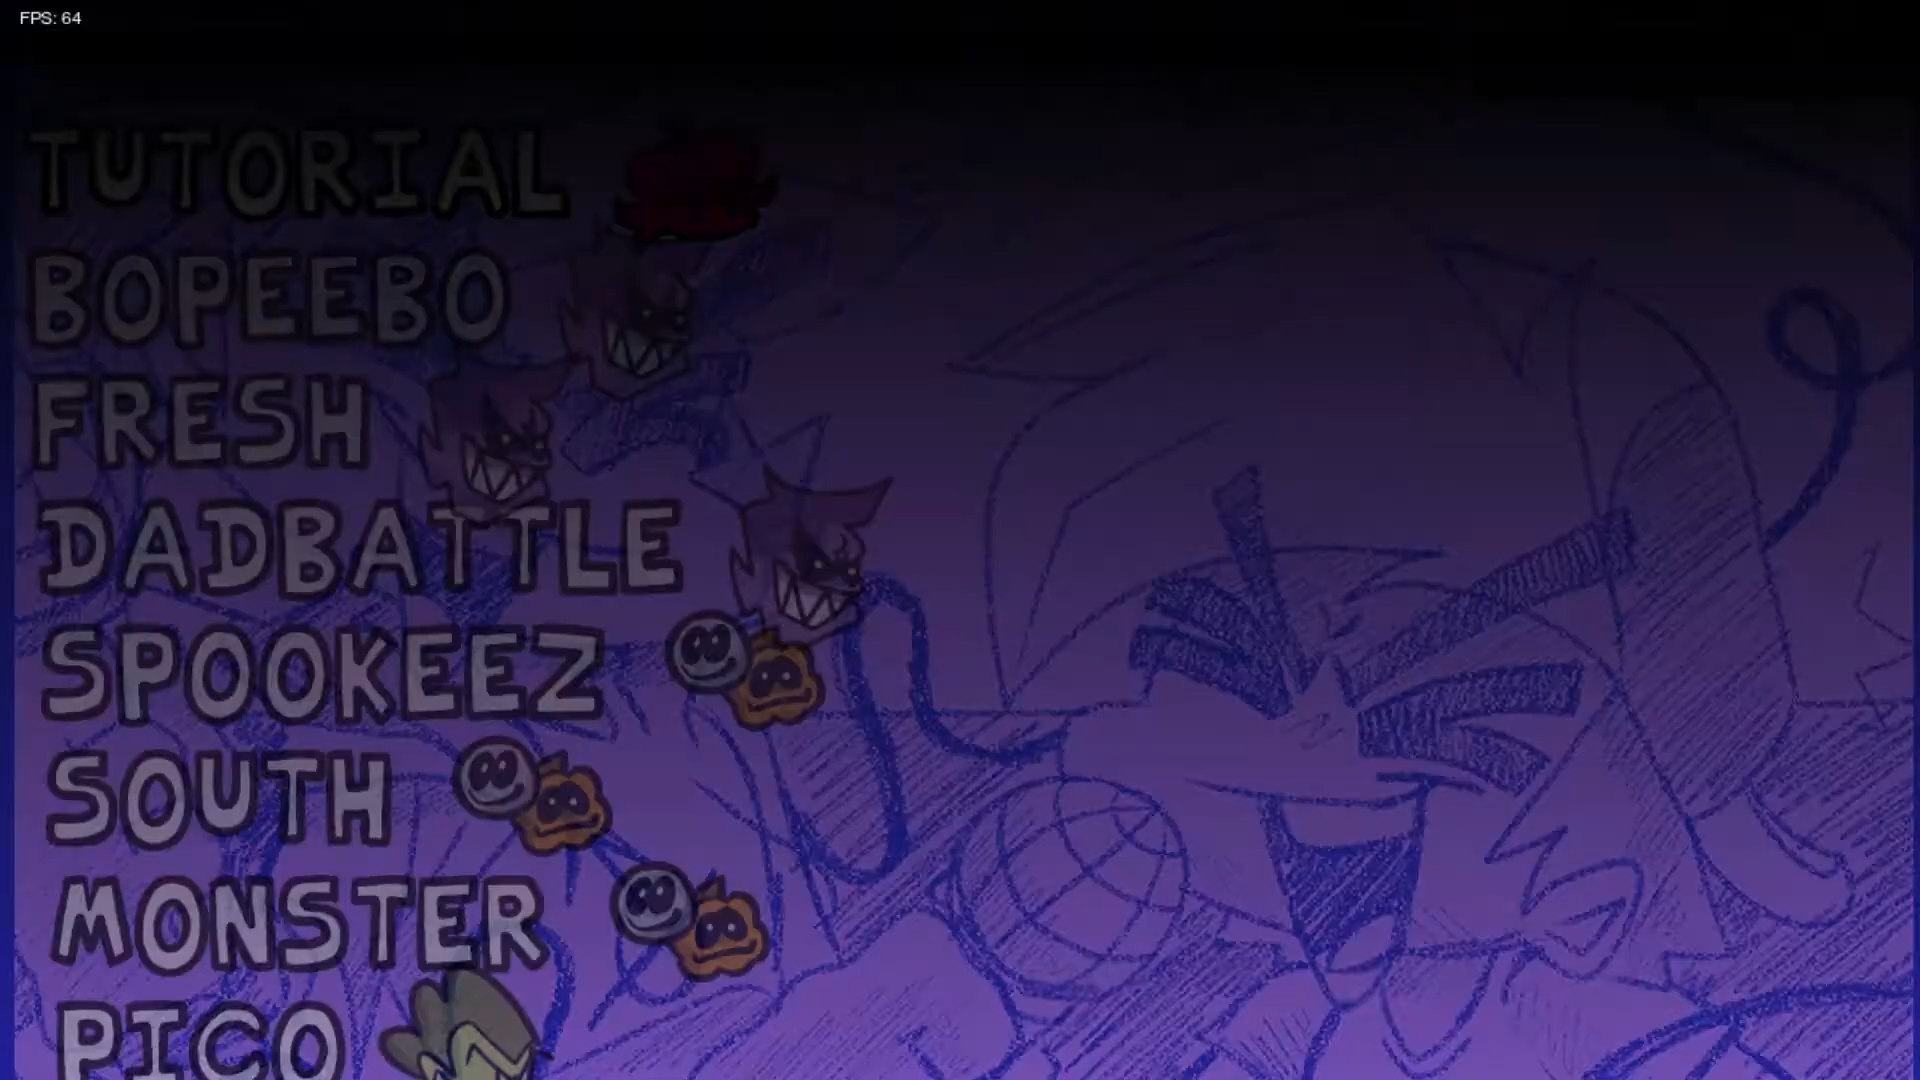 FPS: 64
TUTORIAL
BOPEEBO
FRESH
DADBATTLE
SPOOKEEZ
SOUTH
MONSTER
PICO